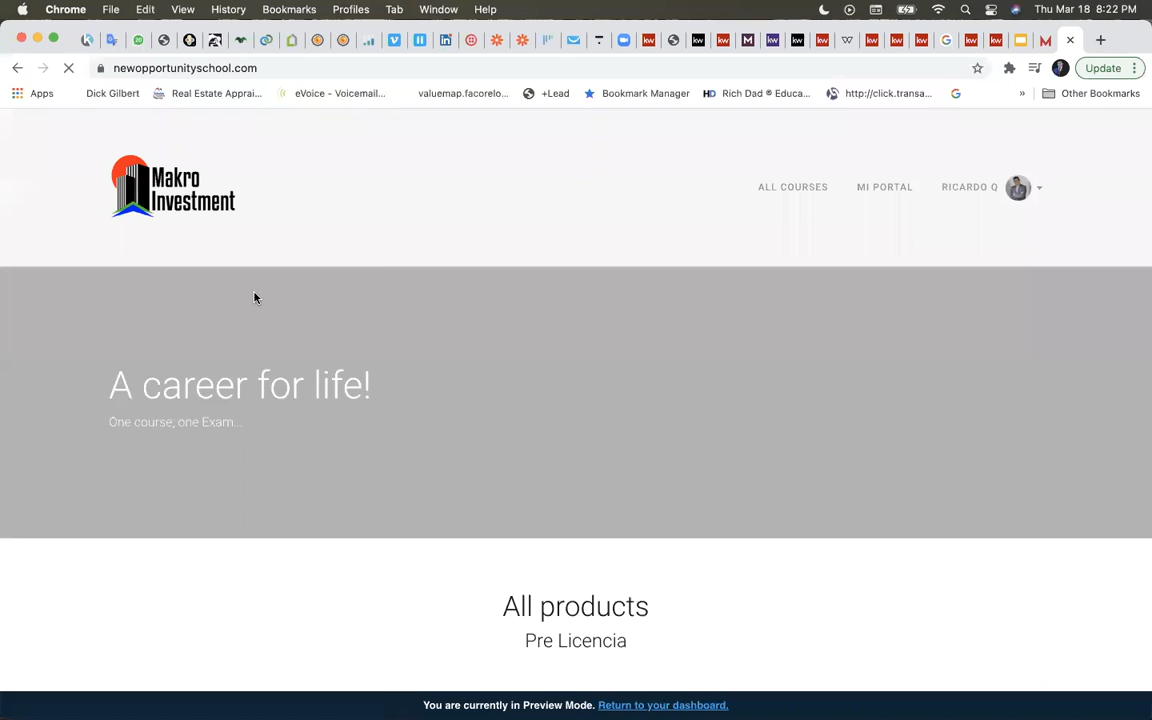 Chrome File Edit View History Bookmarks Profiles Tab Window Help Thu Mar 18 8:22 PM
newopportunityschool.com Update
Apps Dick Gilbert Real Estate Apprai... eVoice - Voicemail... valuemap.facorelo... +Lead Bookmark Manager Rich Dad ® Educa... http://click.transa... » Other Bookmarks
Makro
Investment
ALL COURSES MI PORTAL RICARDO Q
A career for life!
One course, one Exam...
All products
Pre Licencia
You are currently in Preview Mode. Return to your dashboard.